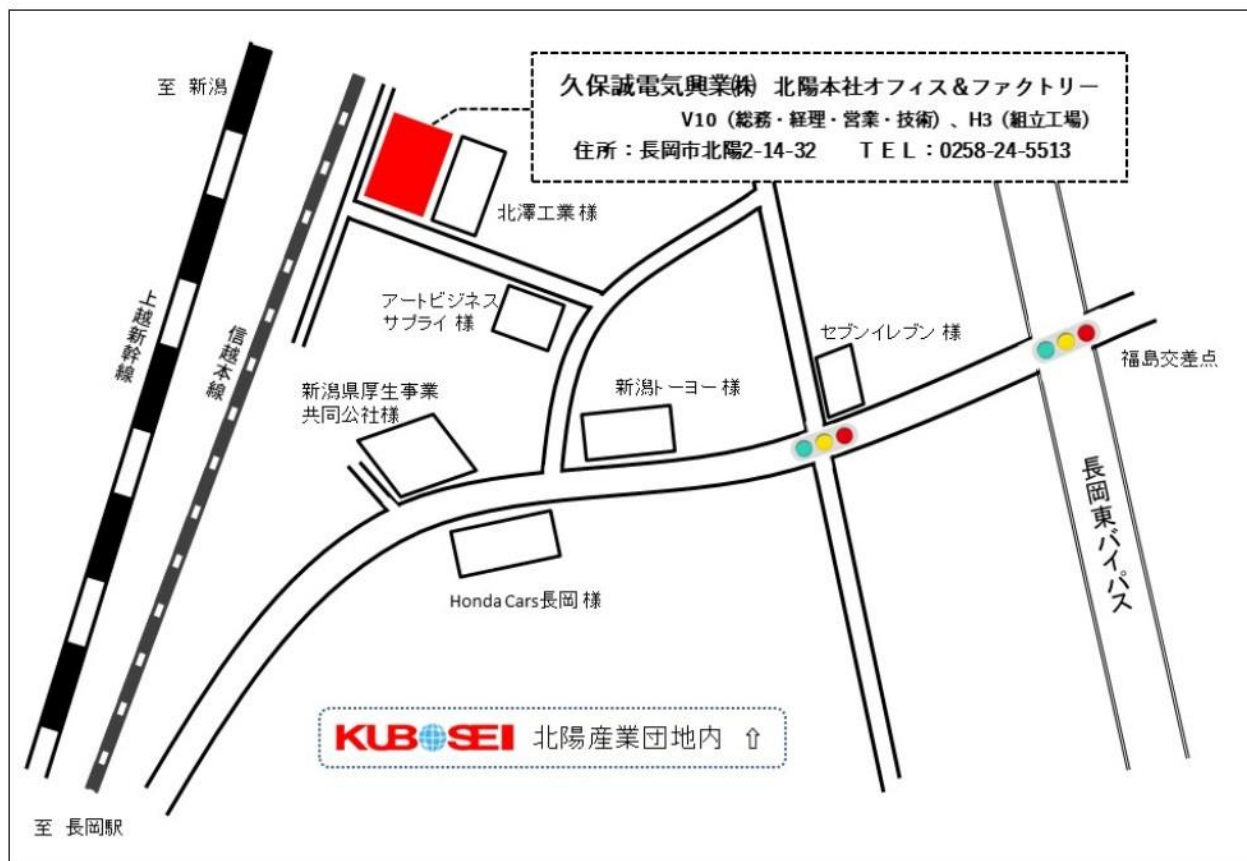 至 新潟
久保誠電気興業㈱ 北陽本社オフィス＆ファクトリー
V10（総務・経理・営業・技術）、H3（組立工場）
住所：長岡市北陽2-14-32 ＴＥＬ：0258-24-5513
北澤工業 様
上越新幹線
信越本線
アートビジネス
サプライ 様
セブンイレブン 様
福島交差点
新潟県厚生事業
共同公社様
新潟トーヨー 様
長岡東バイパス
Honda Cars長岡 様
KUBOSEI 北陽産業団地内 ⇧
至 長岡駅